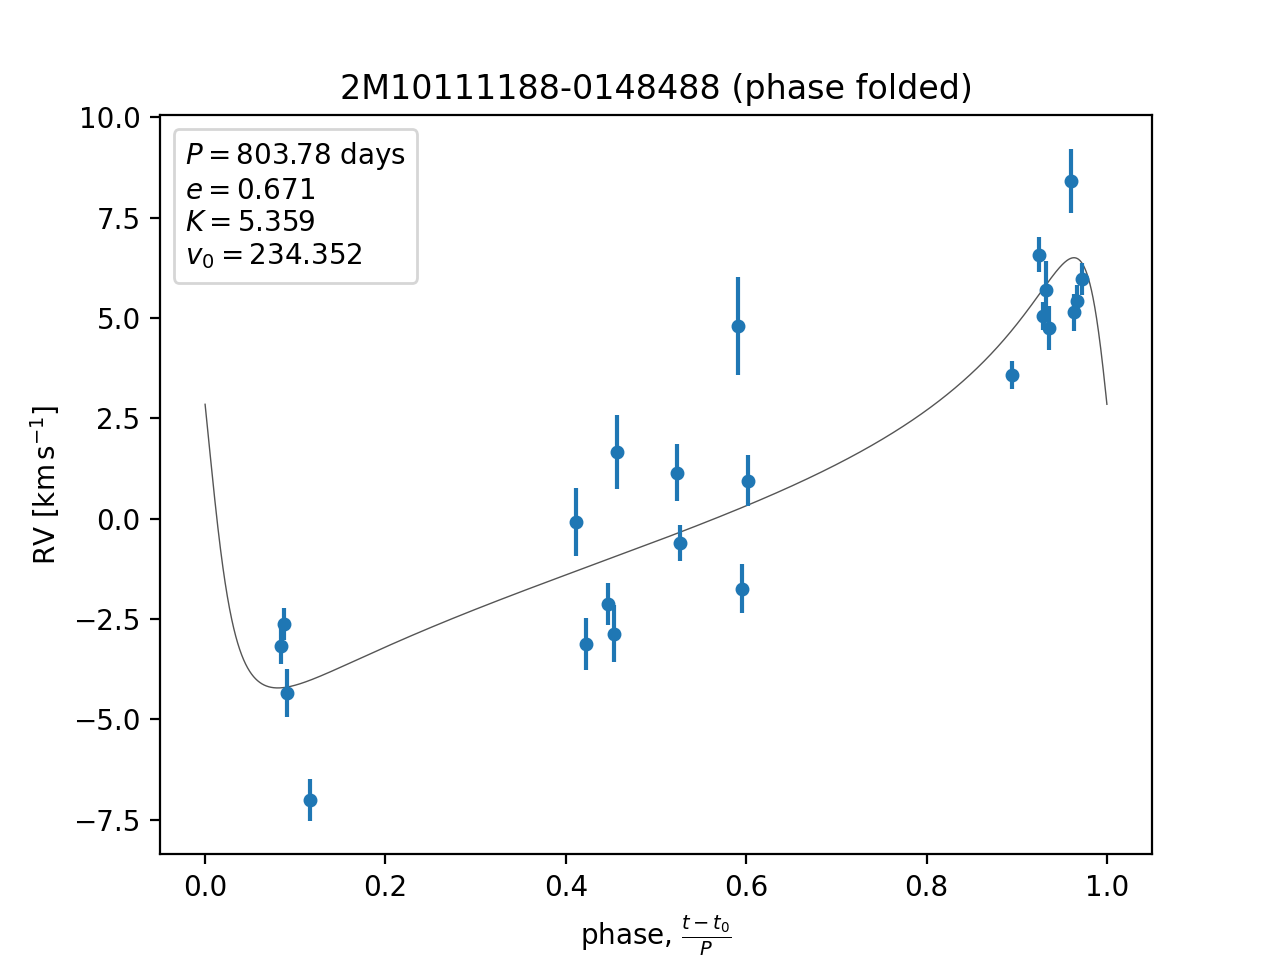 2M10111188-0148488 (phase folded)
P = 803.78 days
e = 0.671
K = 5.359
v₀ = 234.352
10.0
7.5
5.0
2.5
0.0
−2.5
−5.0
−7.5
RV [km s⁻¹]
0.0 0.2 0.4 0.6 0.8 1.0
phase, (t − t₀)/P